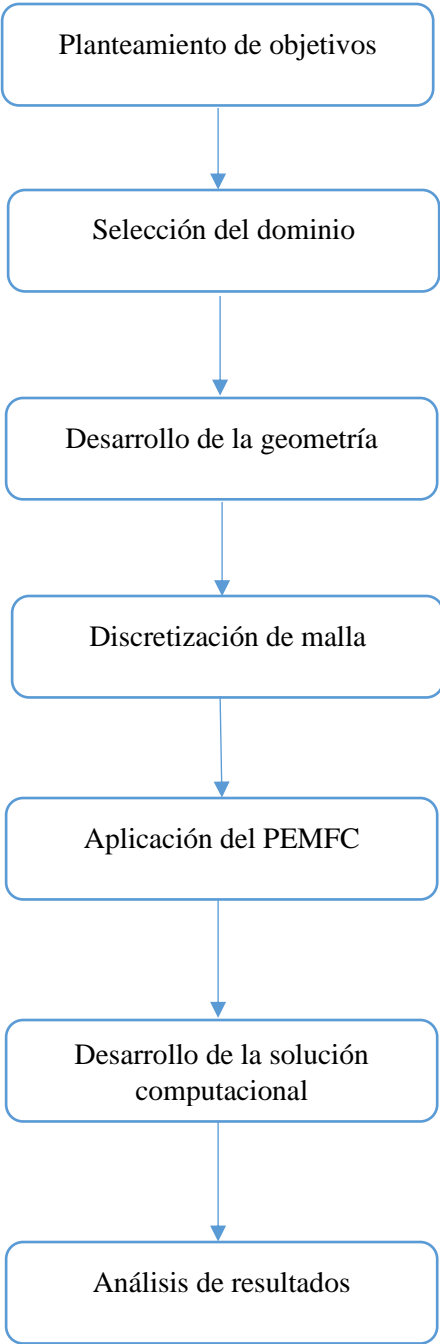 Planteamiento de objetivos
Selección del dominio
Desarrollo de la geometría
Discretización de malla
Aplicación del PEMFC
Desarrollo de la solución
computacional
Análisis de resultados